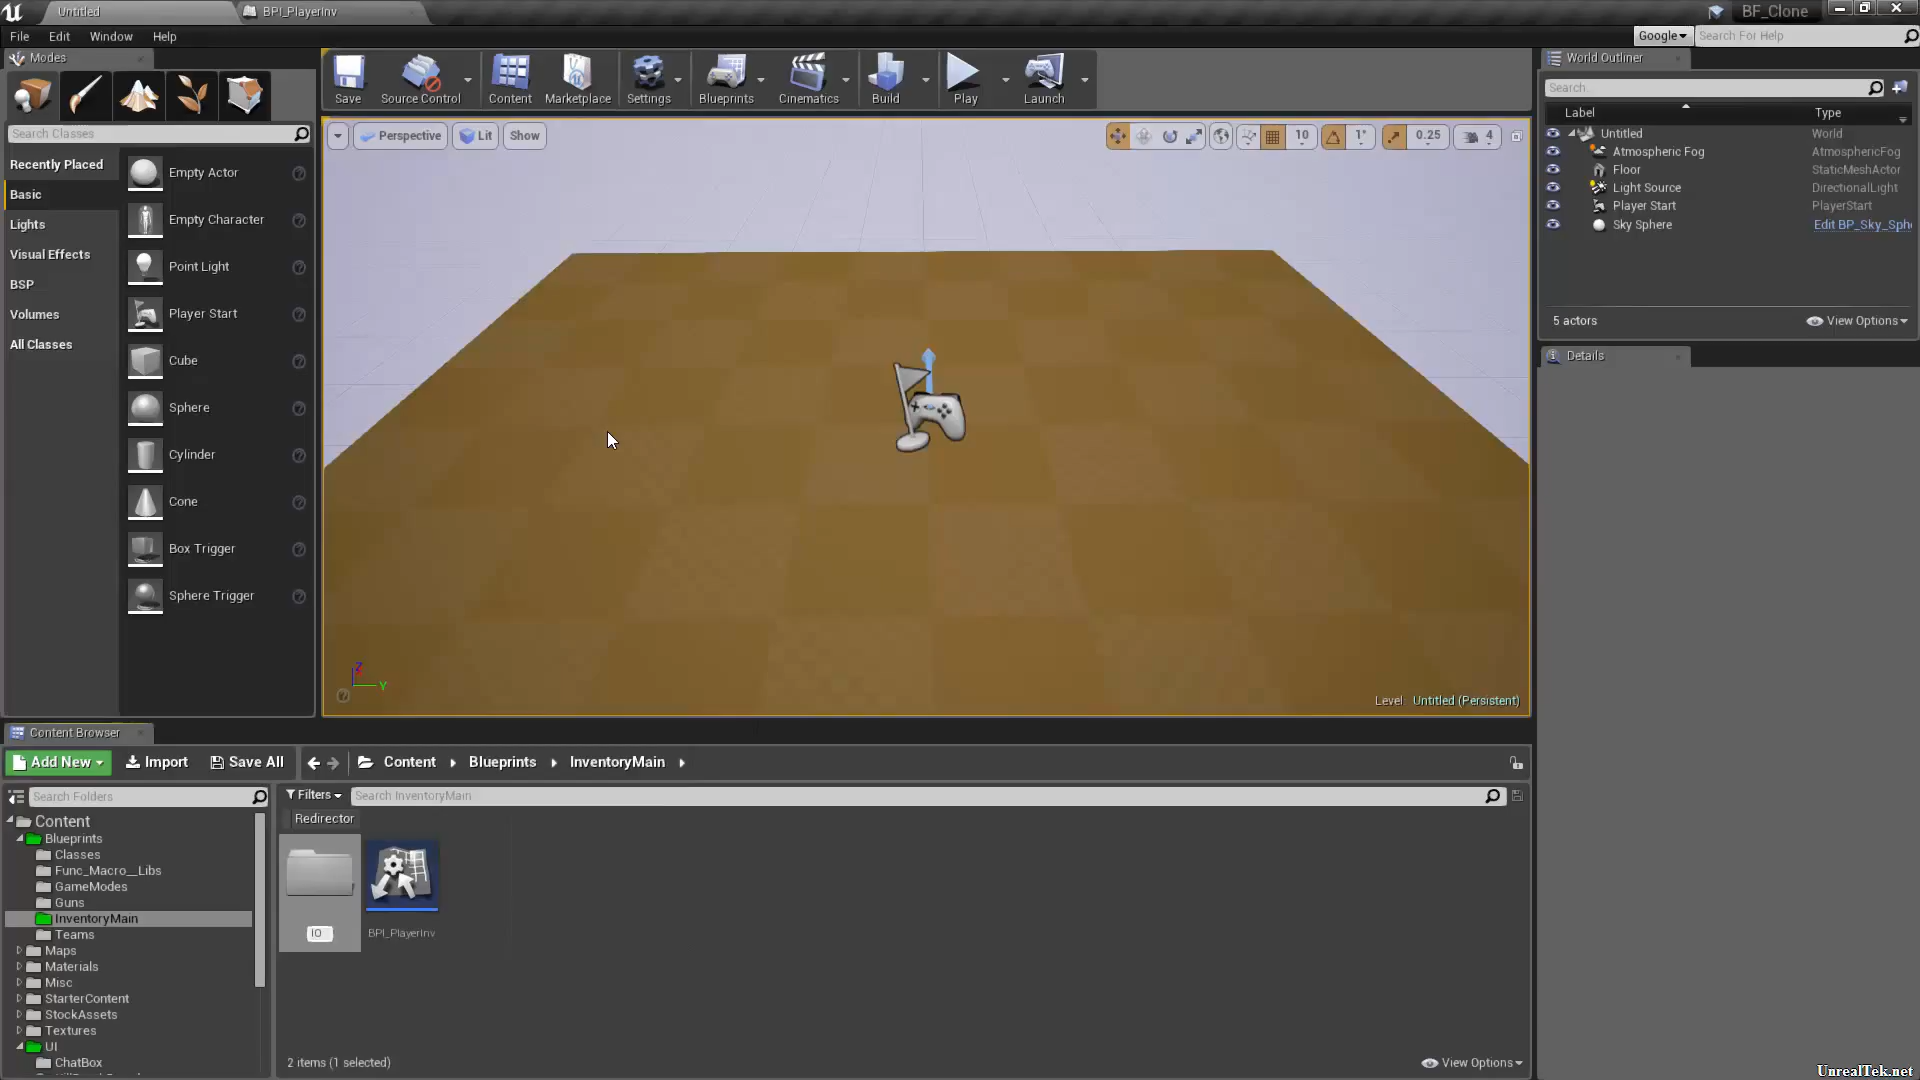 Untitled
BPI_PlayerInv
BF_Clone
File Edit Window Help
Google
Search For Help
Modes
Save
Source Control
Content
Marketplace
Settings
Blueprints
Cinematics
Build
Play
Launch
World Outliner
Search Classes
Search..
Label Type
Recently Placed
Basic
Lights
Visual Effects
BSP
Volumes
All Classes
Empty Actor
Empty Character
Point Light
Player Start
Cube
Sphere
Cylinder
Cone
Box Trigger
Sphere Trigger
Perspective
Lit
Show
10
1°
0.25
4
Untitled World
Atmospheric Fog AtmosphericFog
Floor StaticMeshActor
Light Source DirectionalLight
Player Start PlayerStart
Sky Sphere Edit BP_Sky_Sph
5 actors
View Options
Details
Z
Y
Level Untitled (Persistent)
Content Browser
Add New
Import
Save All
Content
Blueprints
InventoryMain
Search Folders
Filters
Search InventoryMain
Redirector
Content
Blueprints
Classes
Func_Macro__Libs
GameModes
Guns
InventoryMain
Teams
Maps
Materials
Misc
StarterContent
StockAssets
Textures
UI
ChatBox
IO
BPI_PlayerInv
2 items (1 selected)
View Options
UnrealTek.net